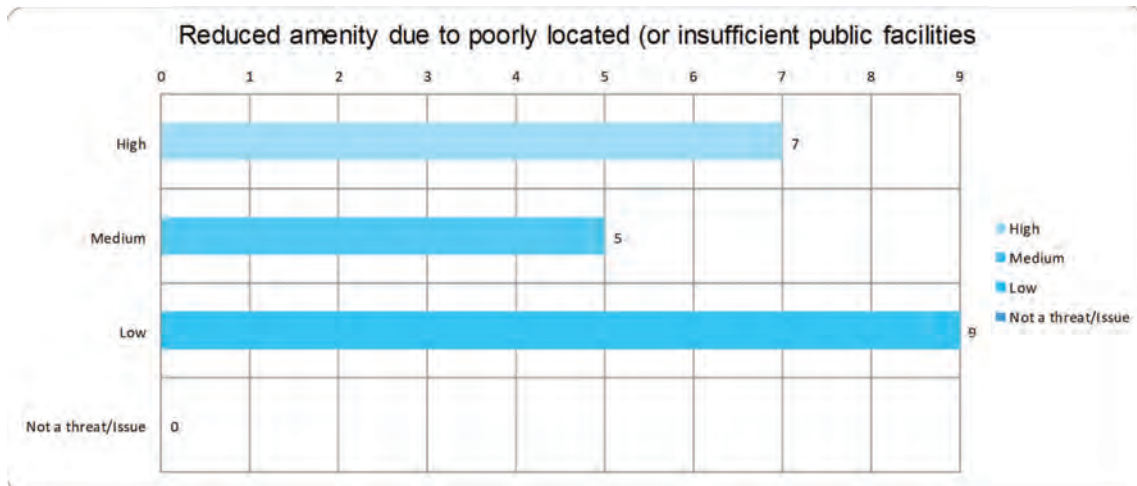 Reduced amenity due to poorly located (or insufficient public facilities
0 1 2 3 4 5 6 7 8 9
High 7
Medium 5
Low 9
Not a threat/Issue 0
High
Medium
Low
Not a threat/Issue